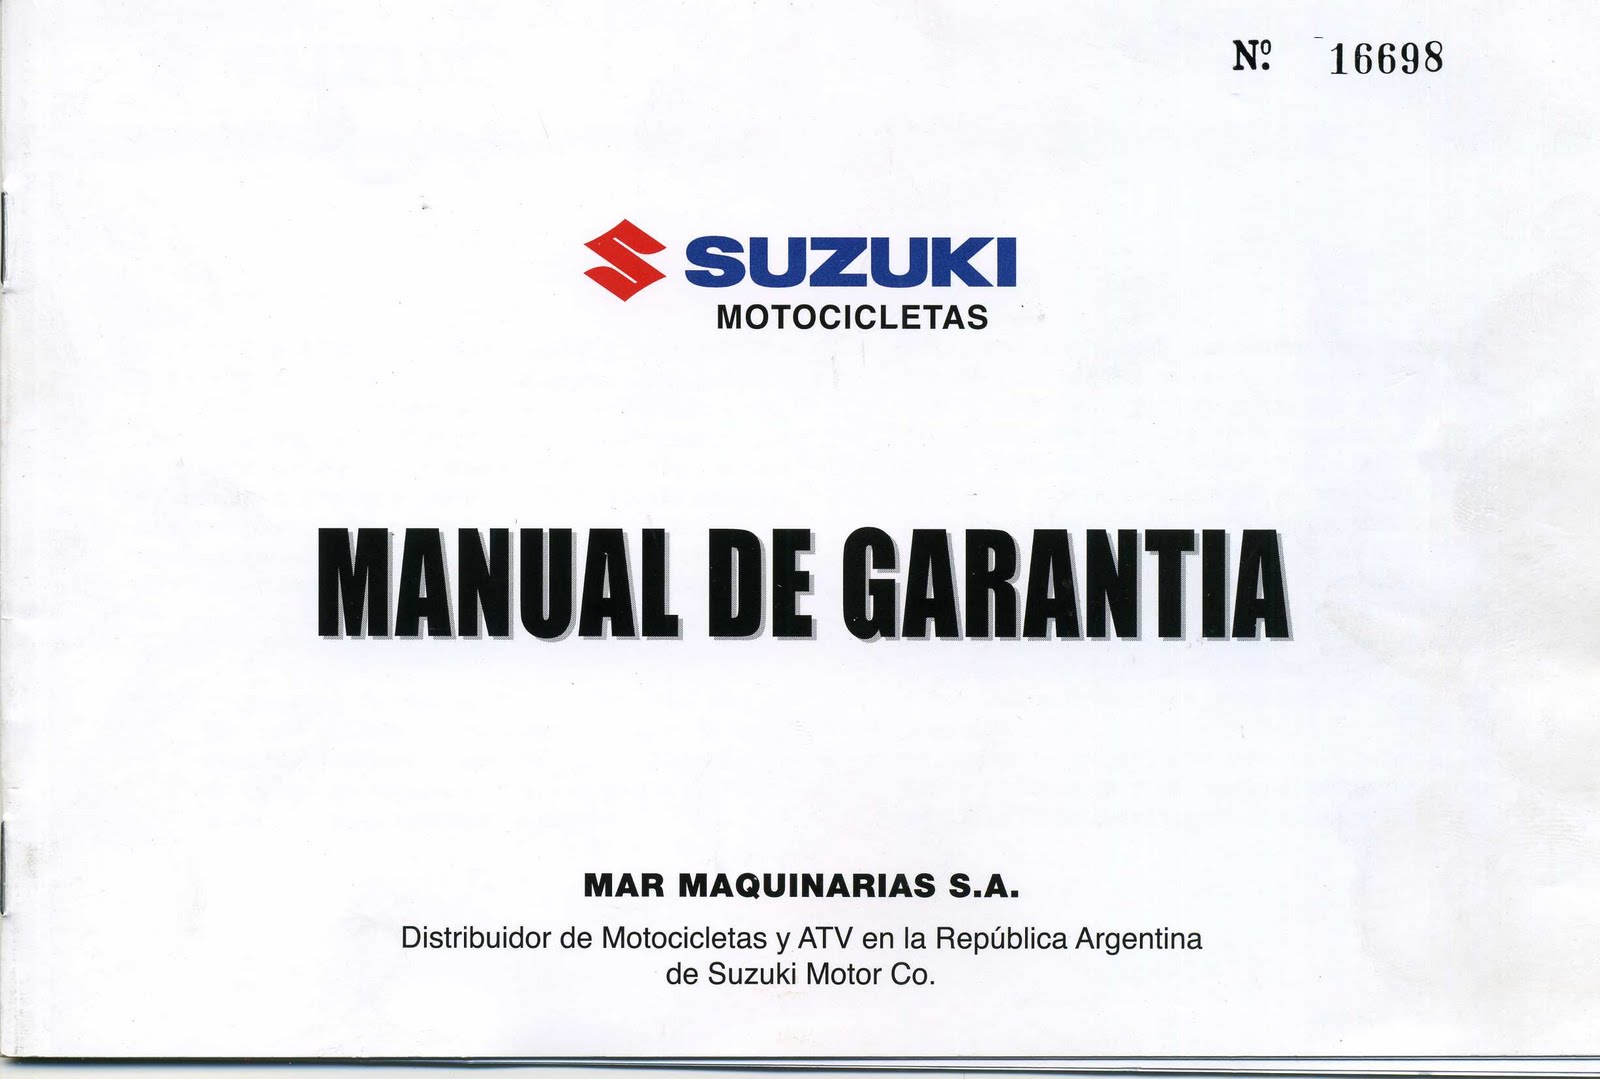 Nº. 16698
SUZUKI
MOTOCICLETAS
MANUAL DE GARANTIA
MAR MAQUINARIAS S.A.
Distribuidor de Motocicletas y ATV en la República Argentina
de Suzuki Motor Co.